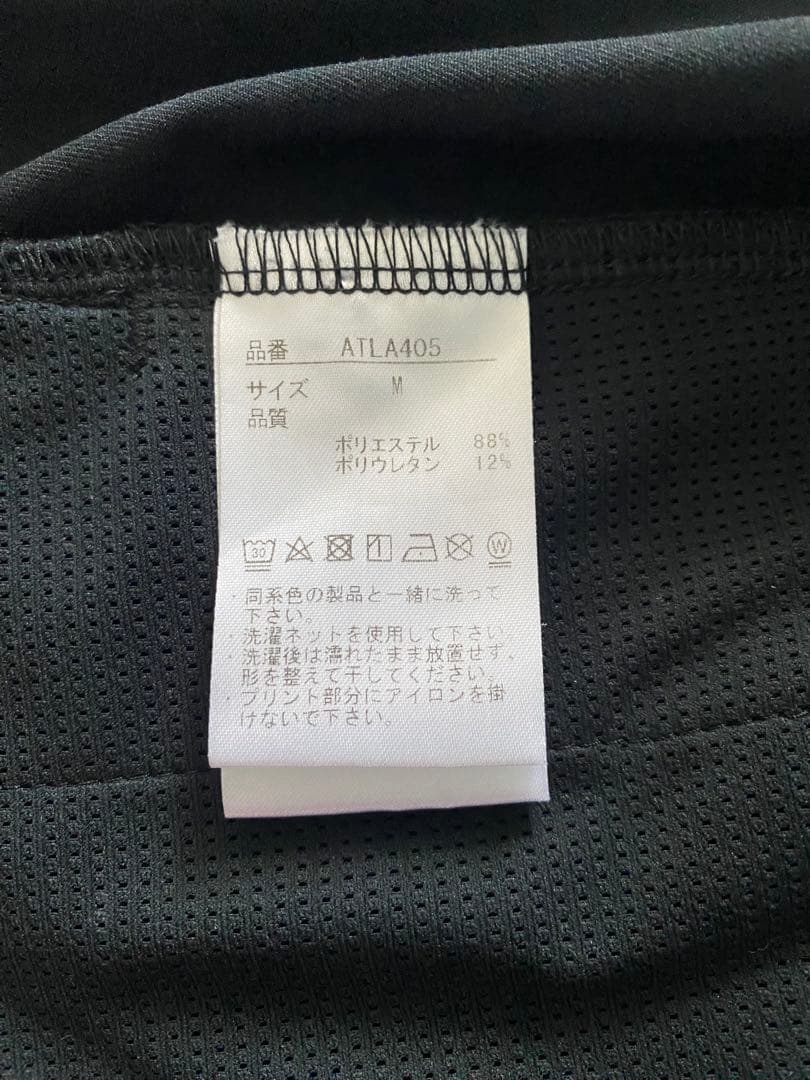 品番 ATLA405
サイズ M
品質
ポリエステル 88%
ポリウレタン 12%
30 W
・同系色の製品と一緒に洗って
下さい。
・洗濯ネットを使用して下さい
・洗濯後は濡れたまま放置せず、
形を整えて干してください。
・プリント部分にアイロンを掛
けないで下さい。